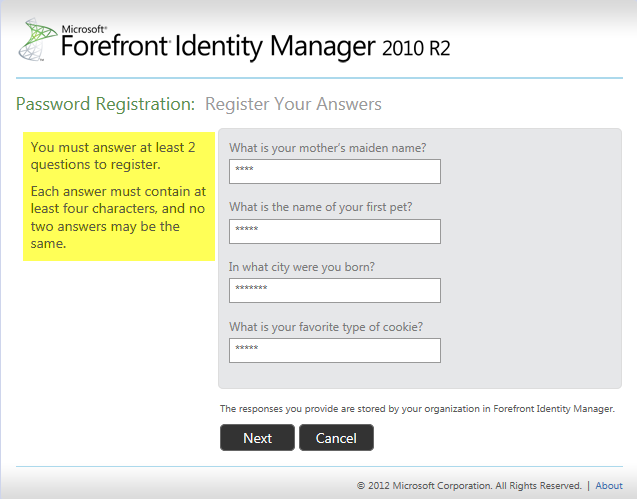 Microsoft®
Forefront® Identity Manager 2010 R2
Password Registration: Register Your Answers
You must answer at least 2
questions to register.
Each answer must contain at
least four characters, and no
two answers may be the
same.
What is your mother's maiden name?
****
What is the name of your first pet?
*****
In what city were you born?
*******
What is your favorite type of cookie?
*****
The responses you provide are stored by your organization in Forefront Identity Manager.
Next Cancel
© 2012 Microsoft Corporation. All Rights Reserved. | About